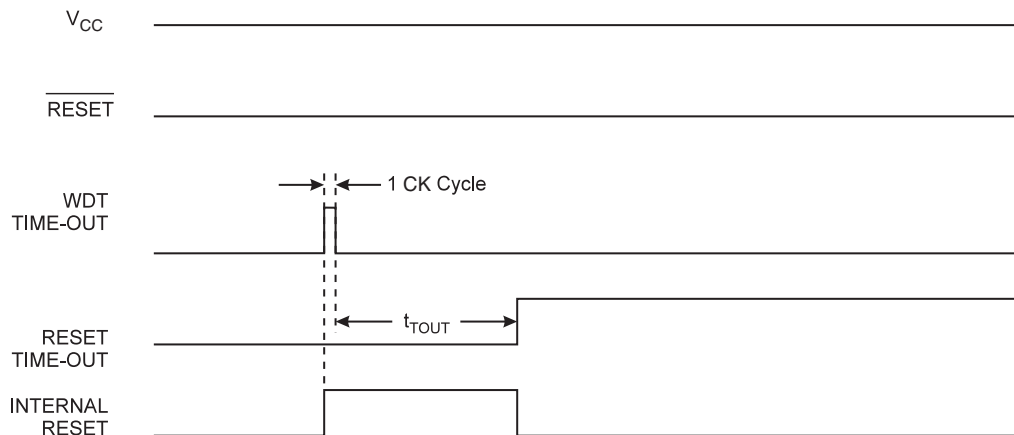 VCC
RESET
1 CK Cycle
WDT
TIME-OUT
tTOUT
RESET
TIME-OUT
INTERNAL
RESET